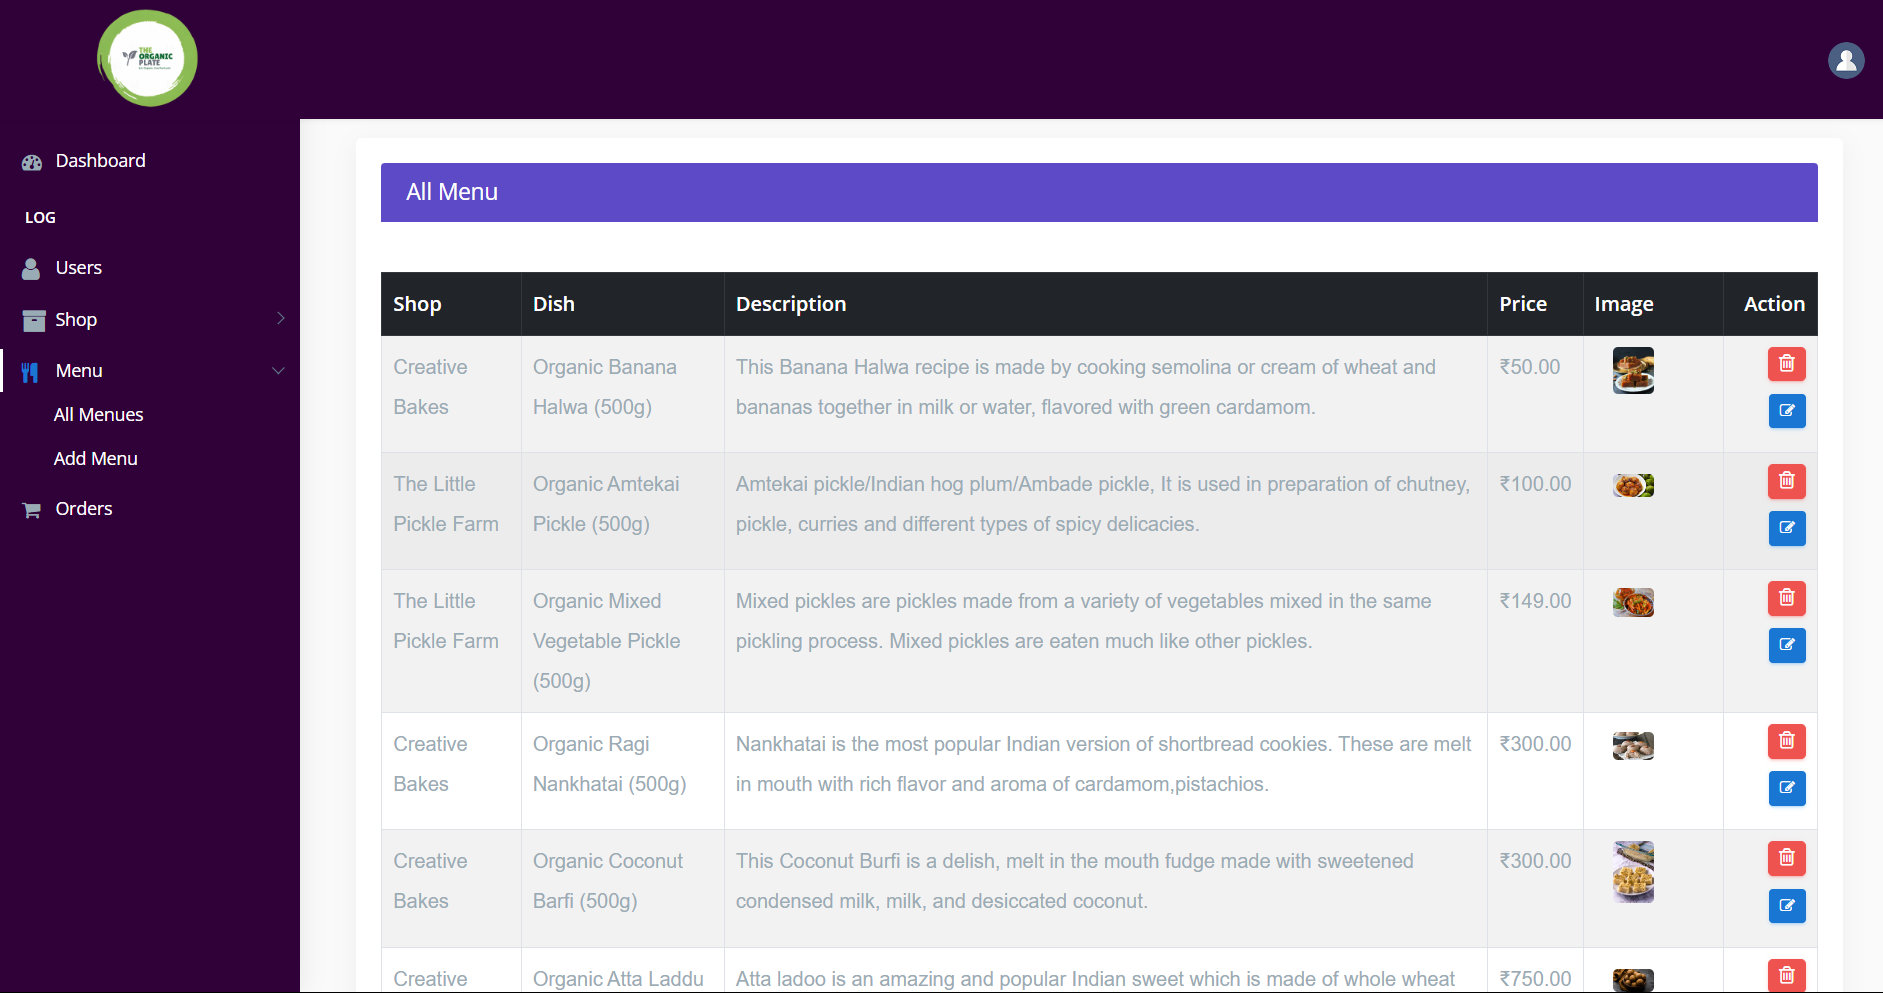 THE
ORGANIC
PLATE
Dashboard
LOG
Users
Shop
Menu
All Menues
Add Menu
Orders
All Menu
Shop Dish Description Price Image Action
Creative Organic Banana This Banana Halwa recipe is made by cooking semolina or cream of wheat and ₹50.00
Bakes Halwa (500g) bananas together in milk or water, flavored with green cardamom.
The Little Organic Amtekai Amtekai pickle/Indian hog plum/Ambade pickle, It is used in preparation of chutney, ₹100.00
Pickle Farm Pickle (500g) pickle, curries and different types of spicy delicacies.
The Little Organic Mixed Mixed pickles are pickles made from a variety of vegetables mixed in the same ₹149.00
Pickle Farm Vegetable Pickle pickling process. Mixed pickles are eaten much like other pickles.
(500g)
Creative Organic Ragi Nankhatai is the most popular Indian version of shortbread cookies. These are melt ₹300.00
Bakes Nankhatai (500g) in mouth with rich flavor and aroma of cardamom,pistachios.
Creative Organic Coconut This Coconut Burfi is a delish, melt in the mouth fudge made with sweetened ₹300.00
Bakes Barfi (500g) condensed milk, milk, and desiccated coconut.
Creative Organic Atta Laddu Atta ladoo is an amazing and popular Indian sweet which is made of whole wheat ₹750.00